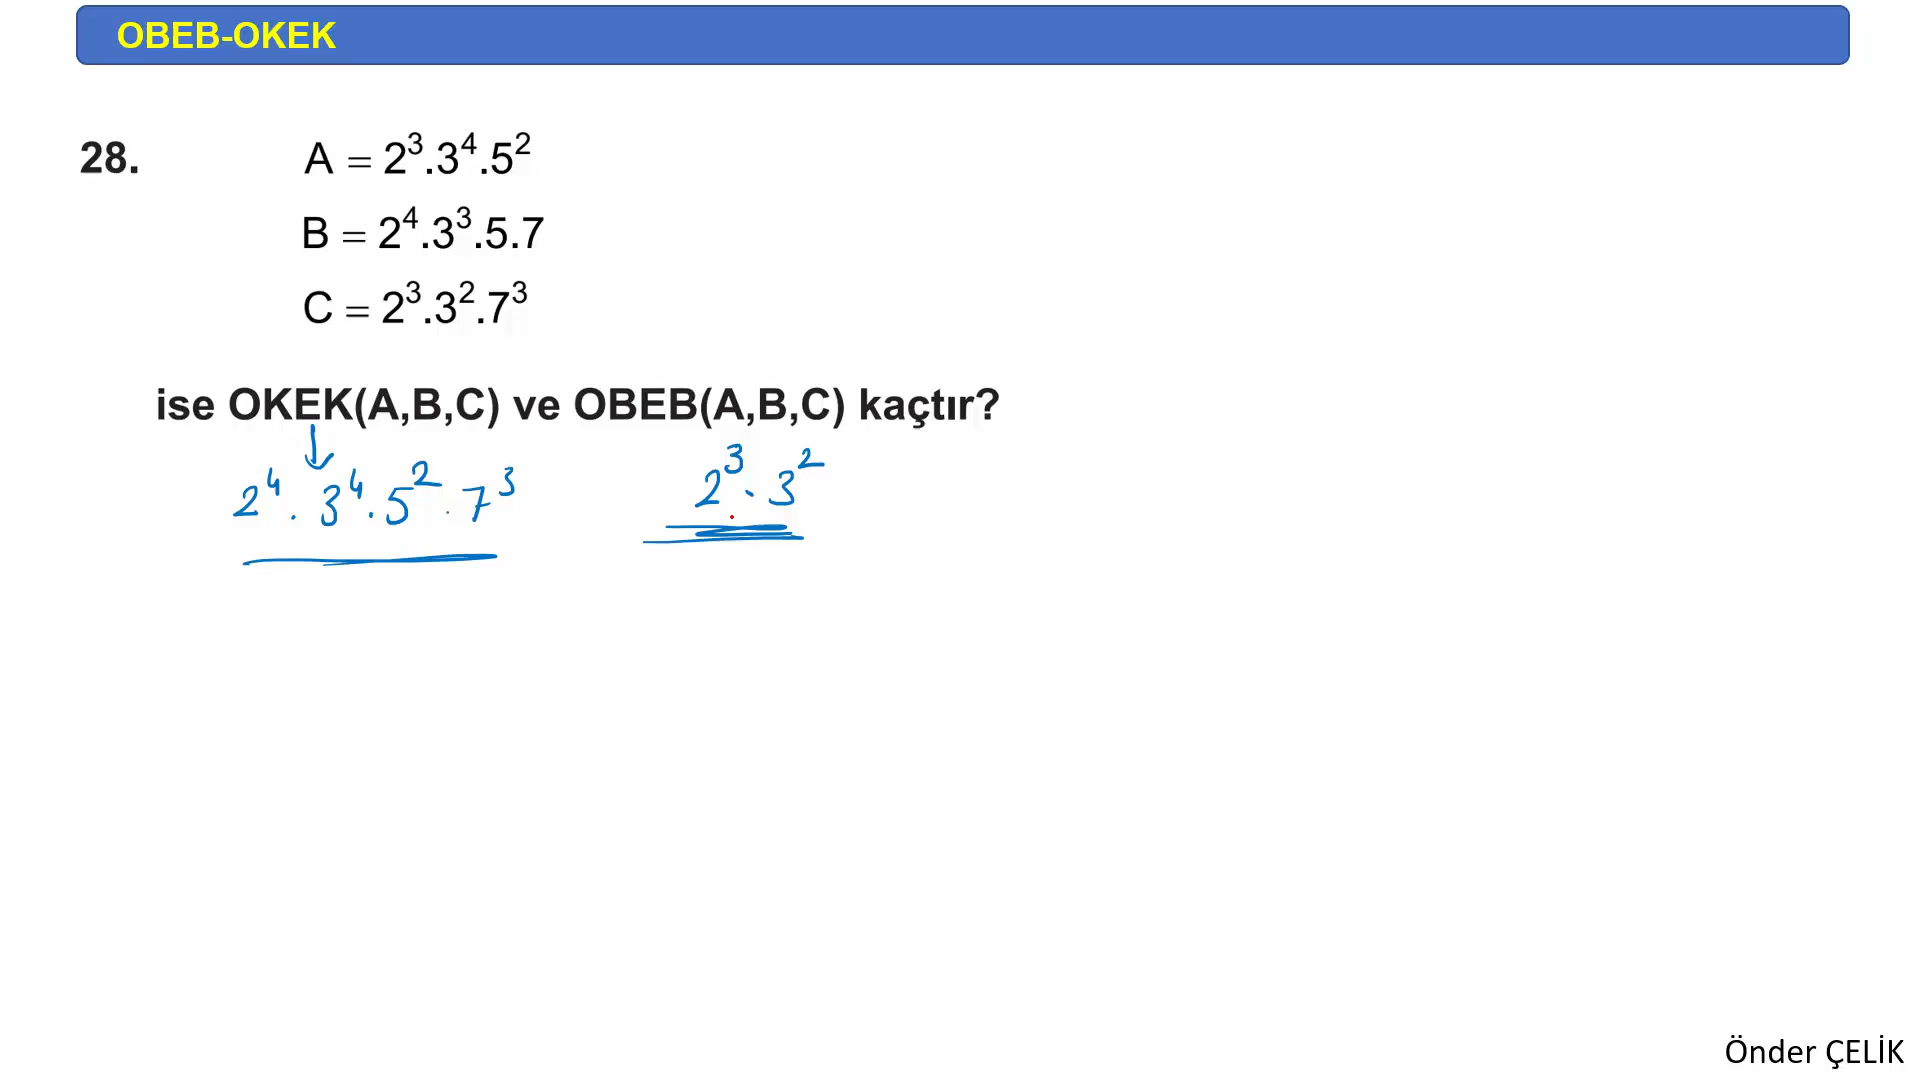 OBEB-OKEK
28. A = 2³.3⁴.5²
B = 2⁴.3³.5.7
C = 2³.3².7³
ise OKEK(A,B,C) ve OBEB(A,B,C) kaçtır?
2⁴ . 3⁴ . 5² . 7³ 2³ . 3²
Önder ÇELİK